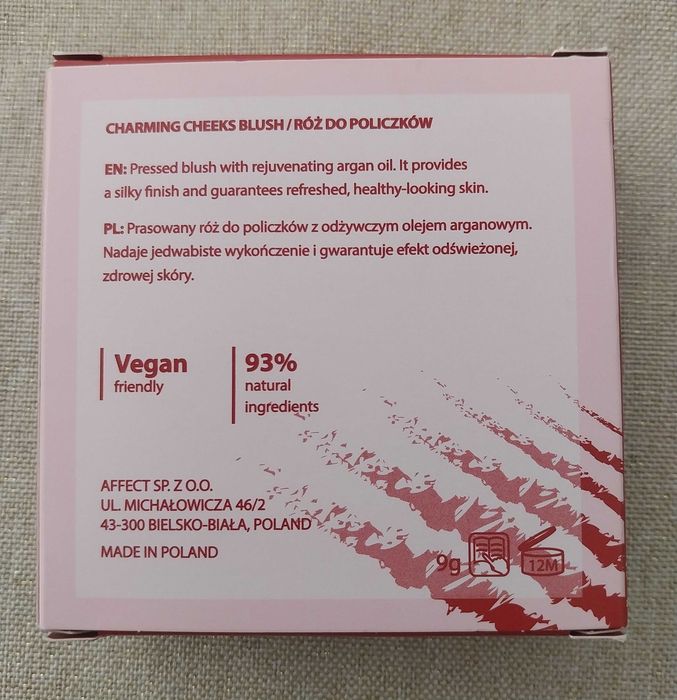 CHARMING CHEEKS BLUSH / RÓŻ DO POLICZKÓW
EN: Pressed blush with rejuvenating argan oil. It provides
a silky finish and guarantees refreshed, healthy-looking skin.
PL: Prasowany róż do policzków z odżywczym olejem arganowym.
Nadaje jedwabiste wykończenie i gwarantuje efekt odświeżonej,
zdrowej skóry.
Vegan
friendly
93%
natural
ingredients
AFFECT SP. Z O.O.
UL. MICHAŁOWICZA 46/2
43-300 BIELSKO-BIAŁA, POLAND
MADE IN POLAND
9g
12M